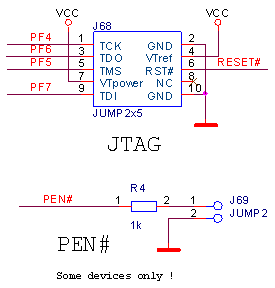 VCC J68 VCC
PF4 1 TCK GND 2
PF6 3 TDO VTref 4
PF5 5 TMS RST# 6 RESET#
7 VTpower NC 8
PF7 9 TDI GND 10
JUMP2x5
JTAG
R4
PEN# 1 2 1 J69
1k 2 JUMP2
PEN#
Some devices only !